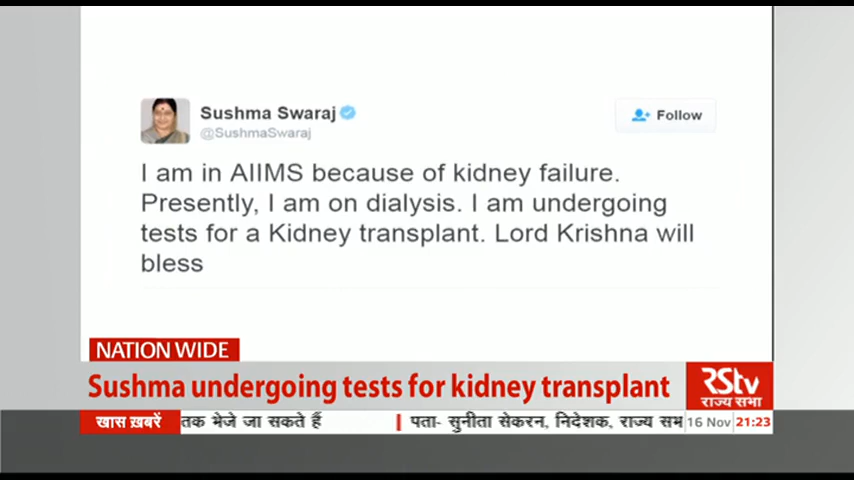 Sushma Swaraj
@SushmaSwaraj
Follow
I am in AIIMS because of kidney failure.
Presently, I am on dialysis. I am undergoing
tests for a Kidney transplant. Lord Krishna will
bless
NATION WIDE
Sushma undergoing tests for kidney transplant
RSTV
राज्य सभा
खास ख़बरें
तक भेजे जा सकते हैं
पता- सुनीता सेकरन, निदेशक, राज्य सभ
16 Nov 21:23